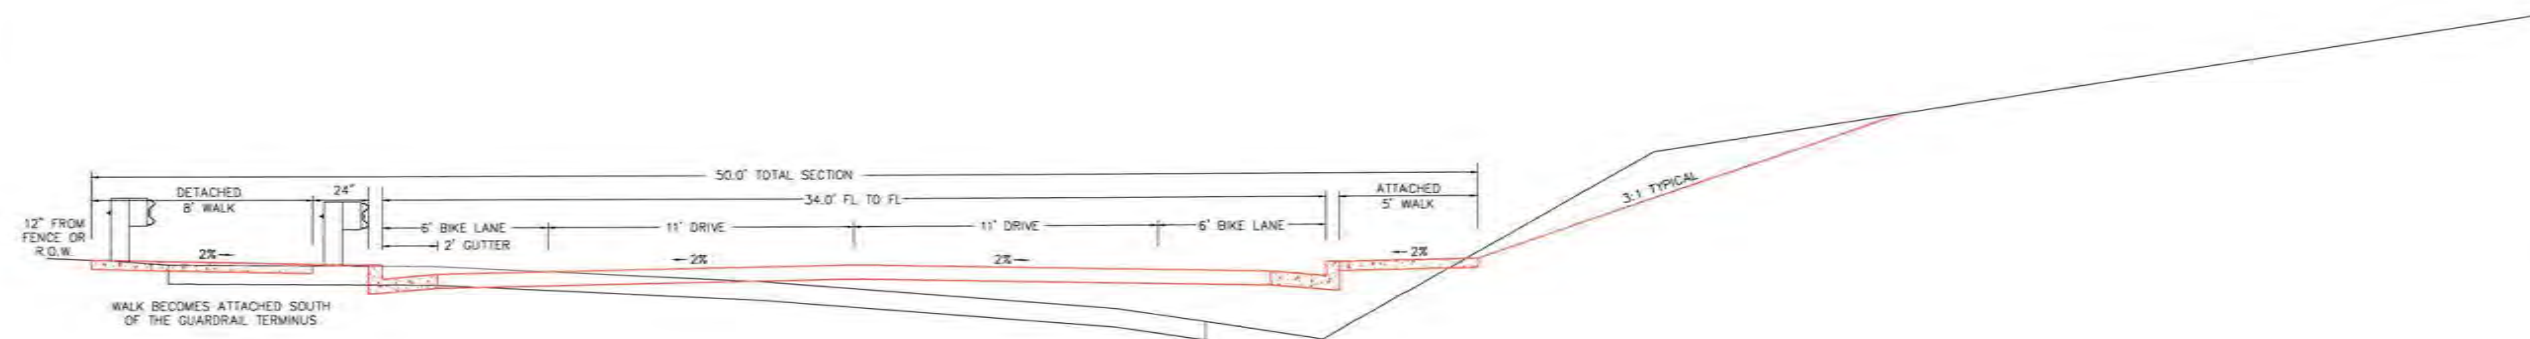 50.0' TOTAL SECTION
DETACHED
8' WALK
24"
34.0' FL TO FL
ATTACHED
5' WALK
3:1 TYPICAL
12" FROM
FENCE OR
R.O.W.
6' BIKE LANE
11' DRIVE
11' DRIVE
6' BIKE LANE
2' GUTTER
2%
2%
2%
2%
WALK BECOMES ATTACHED SOUTH
OF THE GUARDRAIL TERMINUS